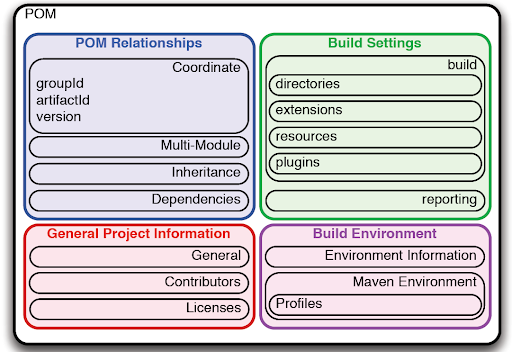 POM
POM Relationships
Coordinate
groupId
artifactId
version
Multi-Module
Inheritance
Dependencies
Build Settings
build
directories
extensions
resources
plugins
reporting
General Project Information
General
Contributors
Licenses
Build Environment
Environment Information
Maven Environment
Profiles